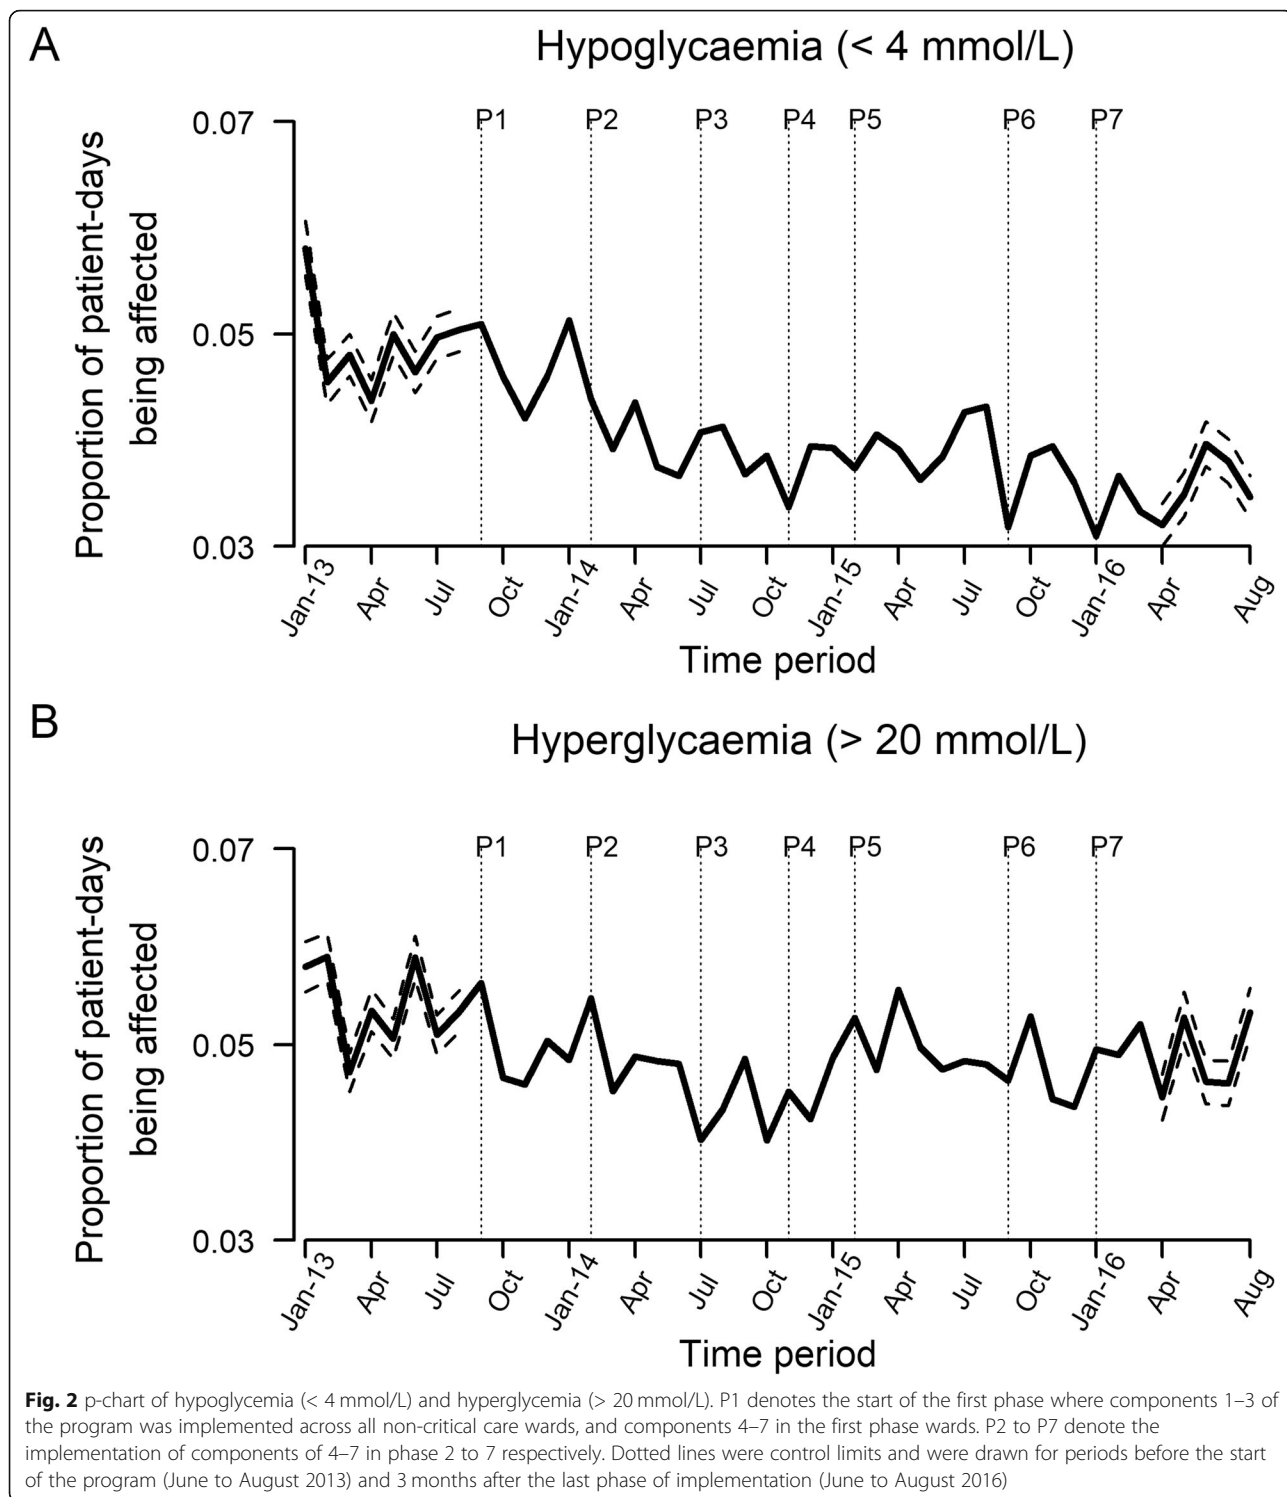 A
Hypoglycaemia (< 4 mmol/L)
Proportion of patient-days
being affected
0.07
0.05
0.03
P1 P2 P3 P4 P5 P6 P7
Jan-13 Apr Jul Oct Jan-14 Apr Jul Oct Jan-15 Apr Jul Oct Jan-16 Apr Aug
Time period
B
Hyperglycaemia (> 20 mmol/L)
Proportion of patient-days
being affected
0.07
0.05
0.03
P1 P2 P3 P4 P5 P6 P7
Jan-13 Apr Jul Oct Jan-14 Apr Jul Oct Jan-15 Apr Jul Oct Jan-16 Apr Aug
Time period
Fig. 2 p-chart of hypoglycemia (< 4 mmol/L) and hyperglycemia (> 20 mmol/L). P1 denotes the start of the first phase where components 1–3 of
the program was implemented across all non-critical care wards, and components 4–7 in the first phase wards. P2 to P7 denote the
implementation of components of 4–7 in phase 2 to 7 respectively. Dotted lines were control limits and were drawn for periods before the start
of the program (June to August 2013) and 3 months after the last phase of implementation (June to August 2016)